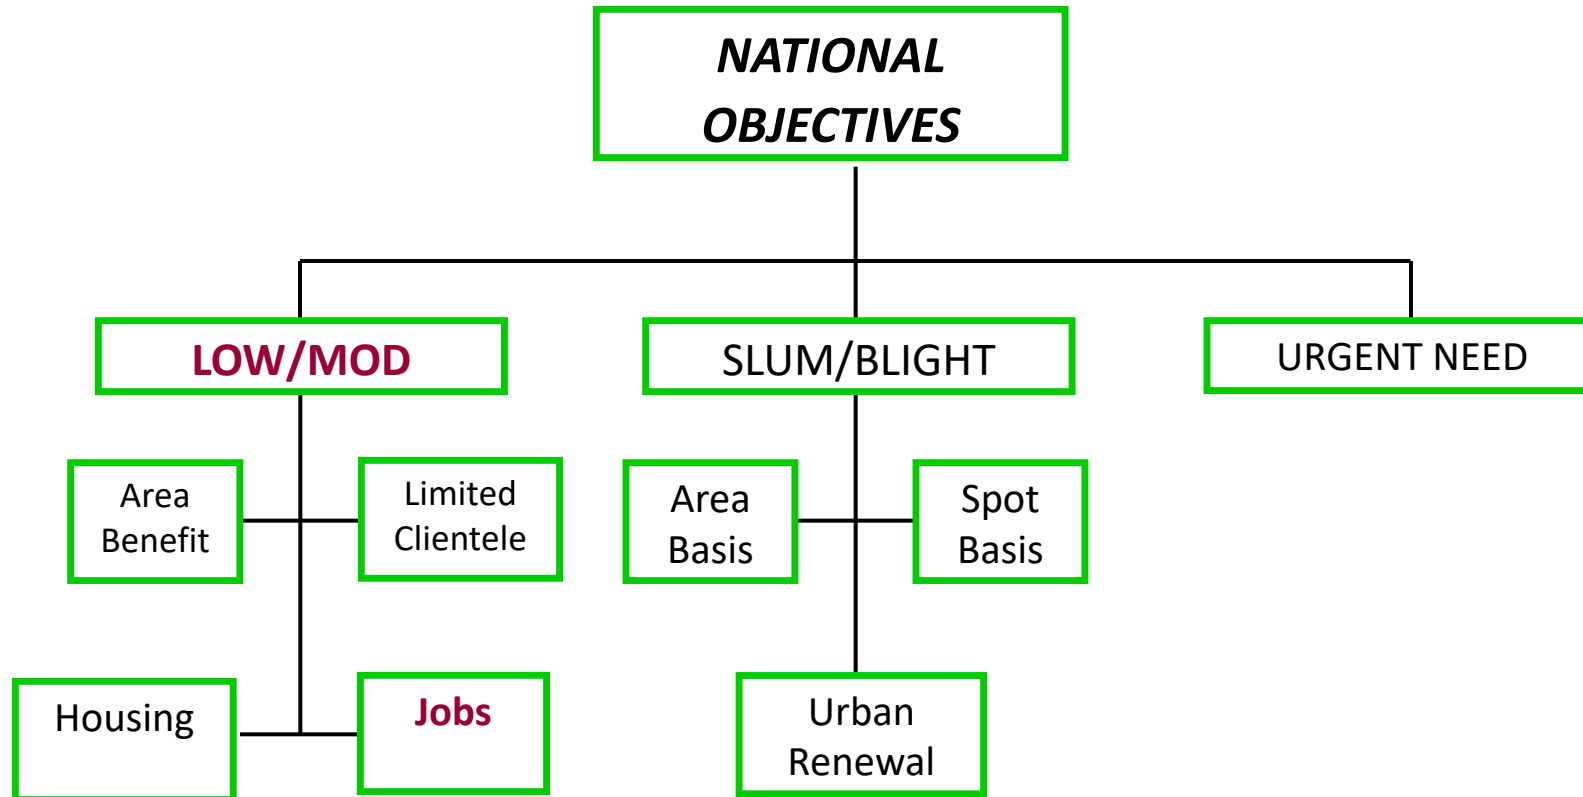 NATIONAL
OBJECTIVES
LOW/MOD
SLUM/BLIGHT
URGENT NEED
Area
Benefit
Limited
Clientele
Area
Basis
Spot
Basis
Housing
Jobs
Urban
Renewal